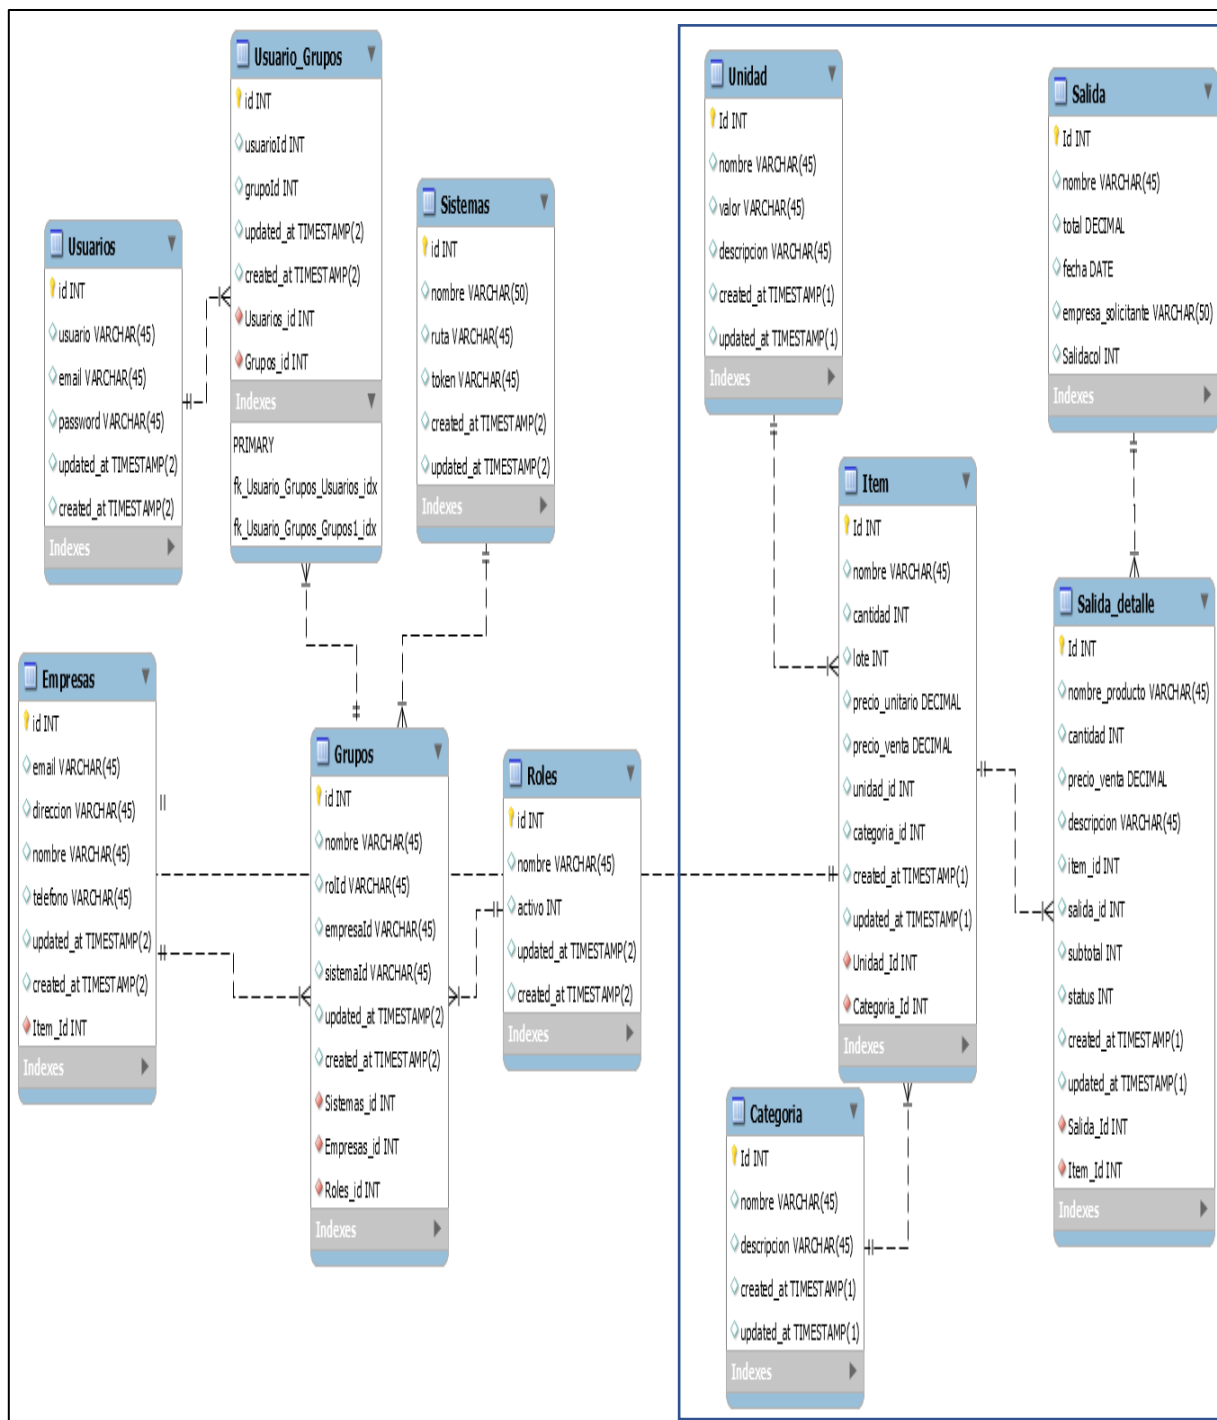 Usuario_Grupos
id INT
usuarioId INT
grupoId INT
updated_at TIMESTAMP(2)
created_at TIMESTAMP(2)
Usuarios_id INT
Grupos_id INT
Indexes
PRIMARY
fk_Usuario_Grupos_Usuarios_idx
fk_Usuario_Grupos_Grupos1_idx
Usuarios
id INT
usuario VARCHAR(45)
email VARCHAR(45)
password VARCHAR(45)
updated_at TIMESTAMP(2)
created_at TIMESTAMP(2)
Indexes
Sistemas
id INT
nombre VARCHAR(50)
ruta VARCHAR(45)
token VARCHAR(45)
created_at TIMESTAMP(2)
updated_at TIMESTAMP(2)
Indexes
Empresas
id INT
email VARCHAR(45)
direccion VARCHAR(45)
nombre VARCHAR(45)
telefono VARCHAR(45)
updated_at TIMESTAMP(2)
created_at TIMESTAMP(2)
Item_Id INT
Indexes
Grupos
id INT
nombre VARCHAR(45)
rolId VARCHAR(45)
empresaId VARCHAR(45)
sistemaId VARCHAR(45)
updated_at TIMESTAMP(2)
created_at TIMESTAMP(2)
Sistemas_id INT
Empresas_id INT
Roles_id INT
Indexes
Roles
id INT
nombre VARCHAR(45)
activo INT
updated_at TIMESTAMP(2)
created_at TIMESTAMP(2)
Indexes
Unidad
Id INT
nombre VARCHAR(45)
valor VARCHAR(45)
descripcion VARCHAR(45)
created_at TIMESTAMP(1)
updated_at TIMESTAMP(1)
Indexes
Salida
Id INT
nombre VARCHAR(45)
total DECIMAL
fecha DATE
empresa_solicitante VARCHAR(50)
Salidacol INT
Indexes
Item
Id INT
nombre VARCHAR(45)
cantidad INT
lote INT
precio_unitario DECIMAL
precio_venta DECIMAL
unidad_id INT
categoria_id INT
created_at TIMESTAMP(1)
updated_at TIMESTAMP(1)
Unidad_Id INT
Categoria_Id INT
Indexes
Salida_detalle
Id INT
nombre_producto VARCHAR(45)
cantidad INT
precio_venta DECIMAL
descripcion VARCHAR(45)
item_id INT
salida_id INT
subtotal INT
status INT
created_at TIMESTAMP(1)
updated_at TIMESTAMP(1)
Salida_Id INT
Item_Id INT
Indexes
Categoria
Id INT
nombre VARCHAR(45)
descripcion VARCHAR(45)
created_at TIMESTAMP(1)
updated_at TIMESTAMP(1)
Indexes